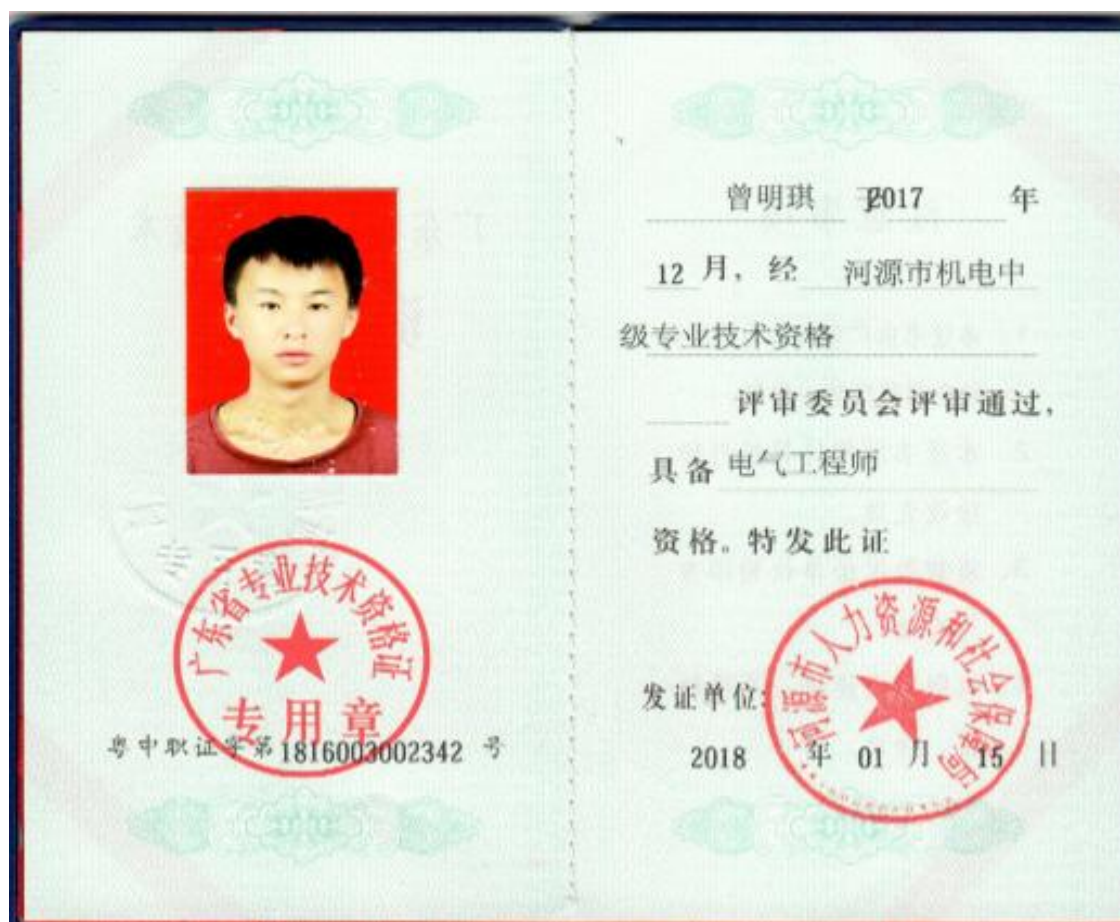 广东省专业技术资格证
专用章
粤中职证字第1816003002342 号
曾明琪 于2017 年
12 月, 经 河源市机电中
级专业技术资格
评审委员会评审通过,
具备 电气工程师
资格。特发此证
河源市人力资源和社会保障局
发证单位:
2018 年 01 月 15 日